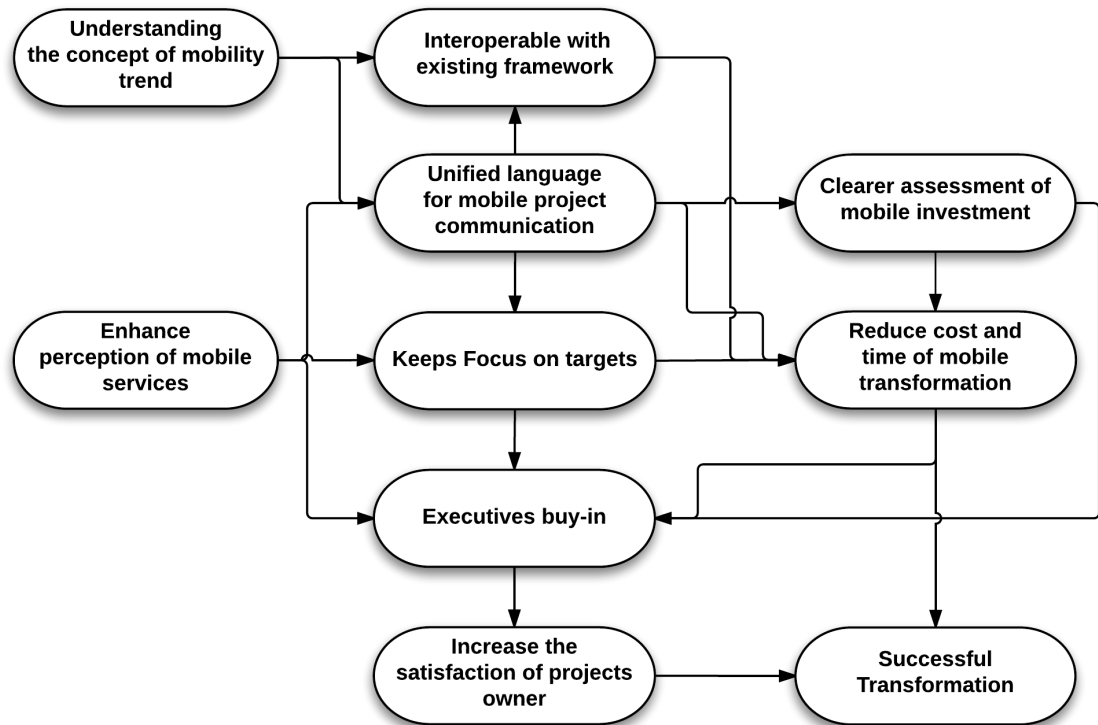 Understanding
the concept of mobility
trend
Interoperable with
existing framework
Unified language
for mobile project
communication
Clearer assessment of
mobile investment
Enhance
perception of mobile
services
Keeps Focus on targets
Reduce cost and
time of mobile
transformation
Executives buy-in
Increase the
satisfaction of projects
owner
Successful
Transformation